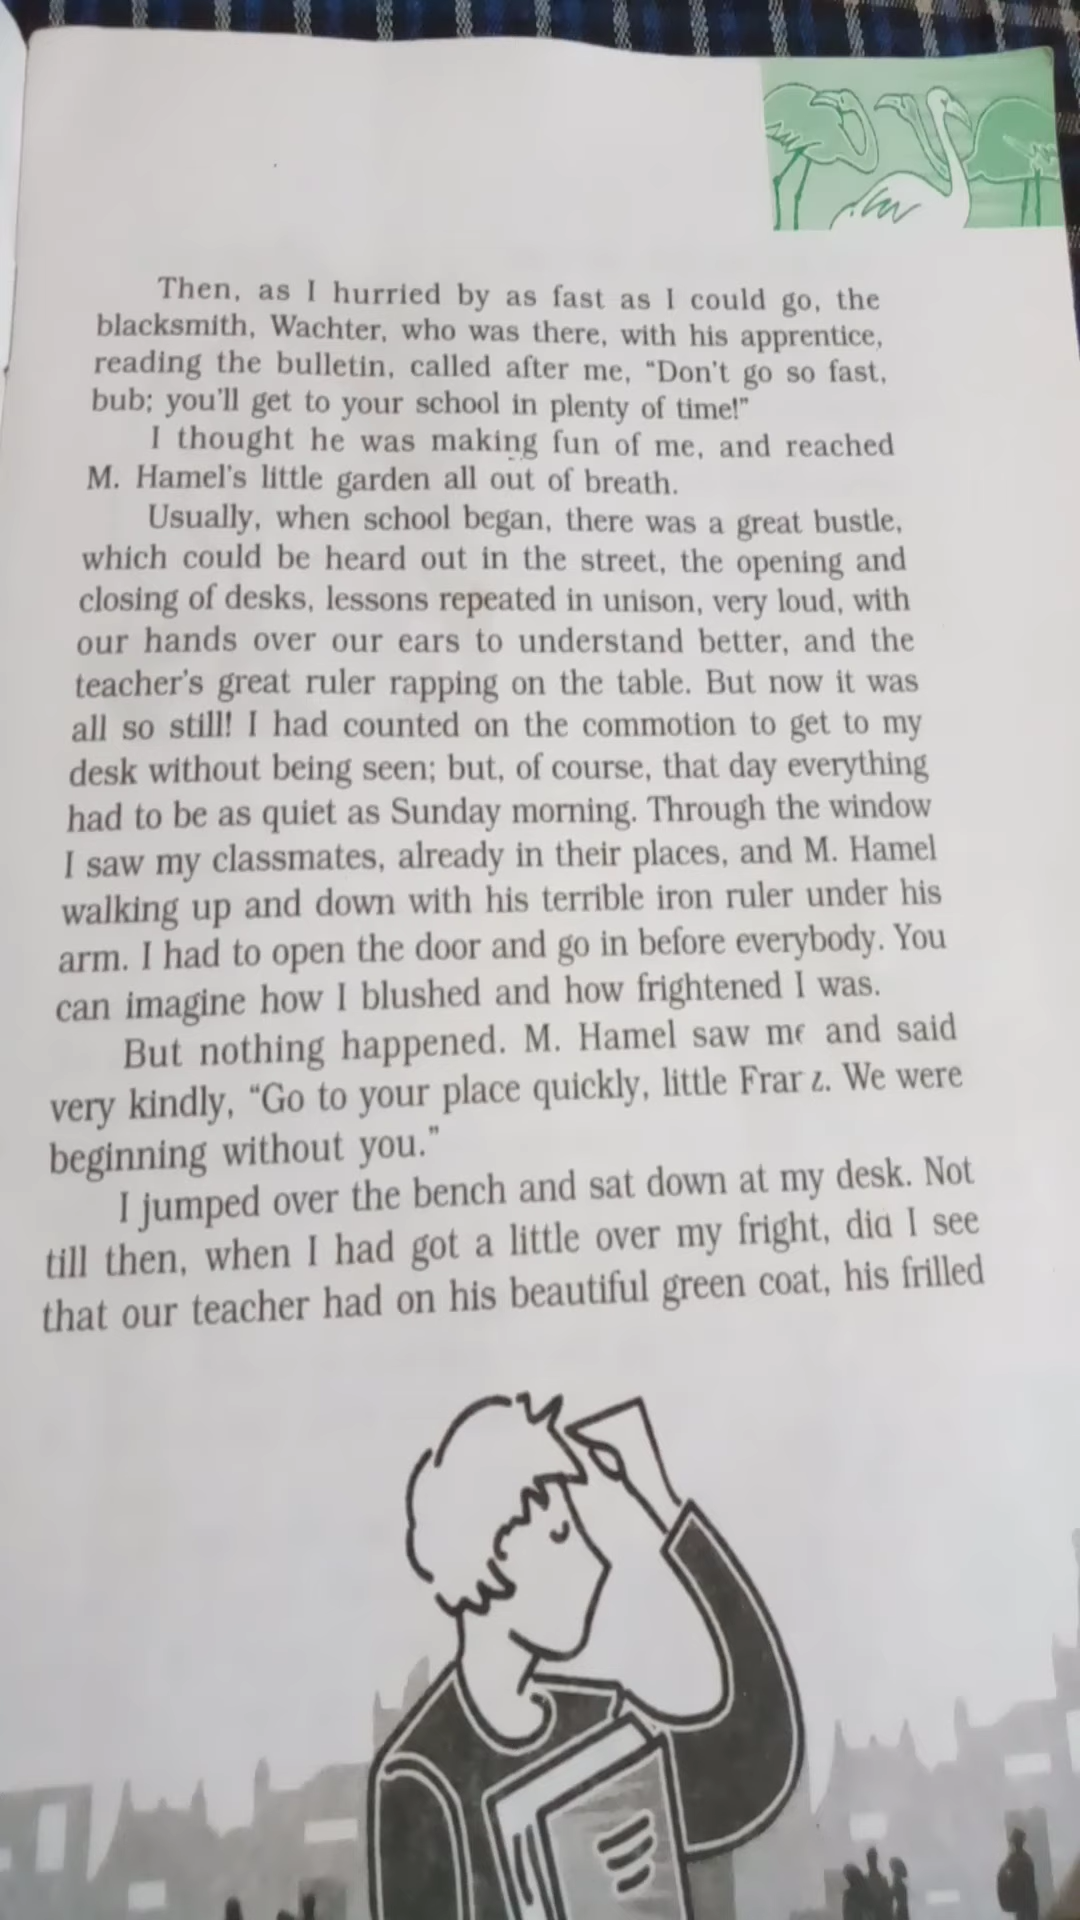 Then, as I hurried by as fast as I could go, the
blacksmith, Wachter, who was there, with his apprentice,
reading the bulletin, called after me, “Don't go so fast,
bub; you'll get to your school in plenty of time!”
I thought he was making fun of me, and reached
M. Hamel's little garden all out of breath.
Usually, when school began, there was a great bustle,
which could be heard out in the street, the opening and
closing of desks, lessons repeated in unison, very loud, with
our hands over our ears to understand better, and the
teacher's great ruler rapping on the table. But now it was
all so still! I had counted on the commotion to get to my
desk without being seen; but, of course, that day everything
had to be as quiet as Sunday morning. Through the window
I saw my classmates, already in their places, and M. Hamel
walking up and down with his terrible iron ruler under his
arm. I had to open the door and go in before everybody. You
can imagine how I blushed and how frightened I was.
But nothing happened. M. Hamel saw me and said
very kindly, “Go to your place quickly, little Franz. We were
beginning without you.”
I jumped over the bench and sat down at my desk. Not
till then, when I had got a little over my fright, did I see
that our teacher had on his beautiful green coat, his frilled